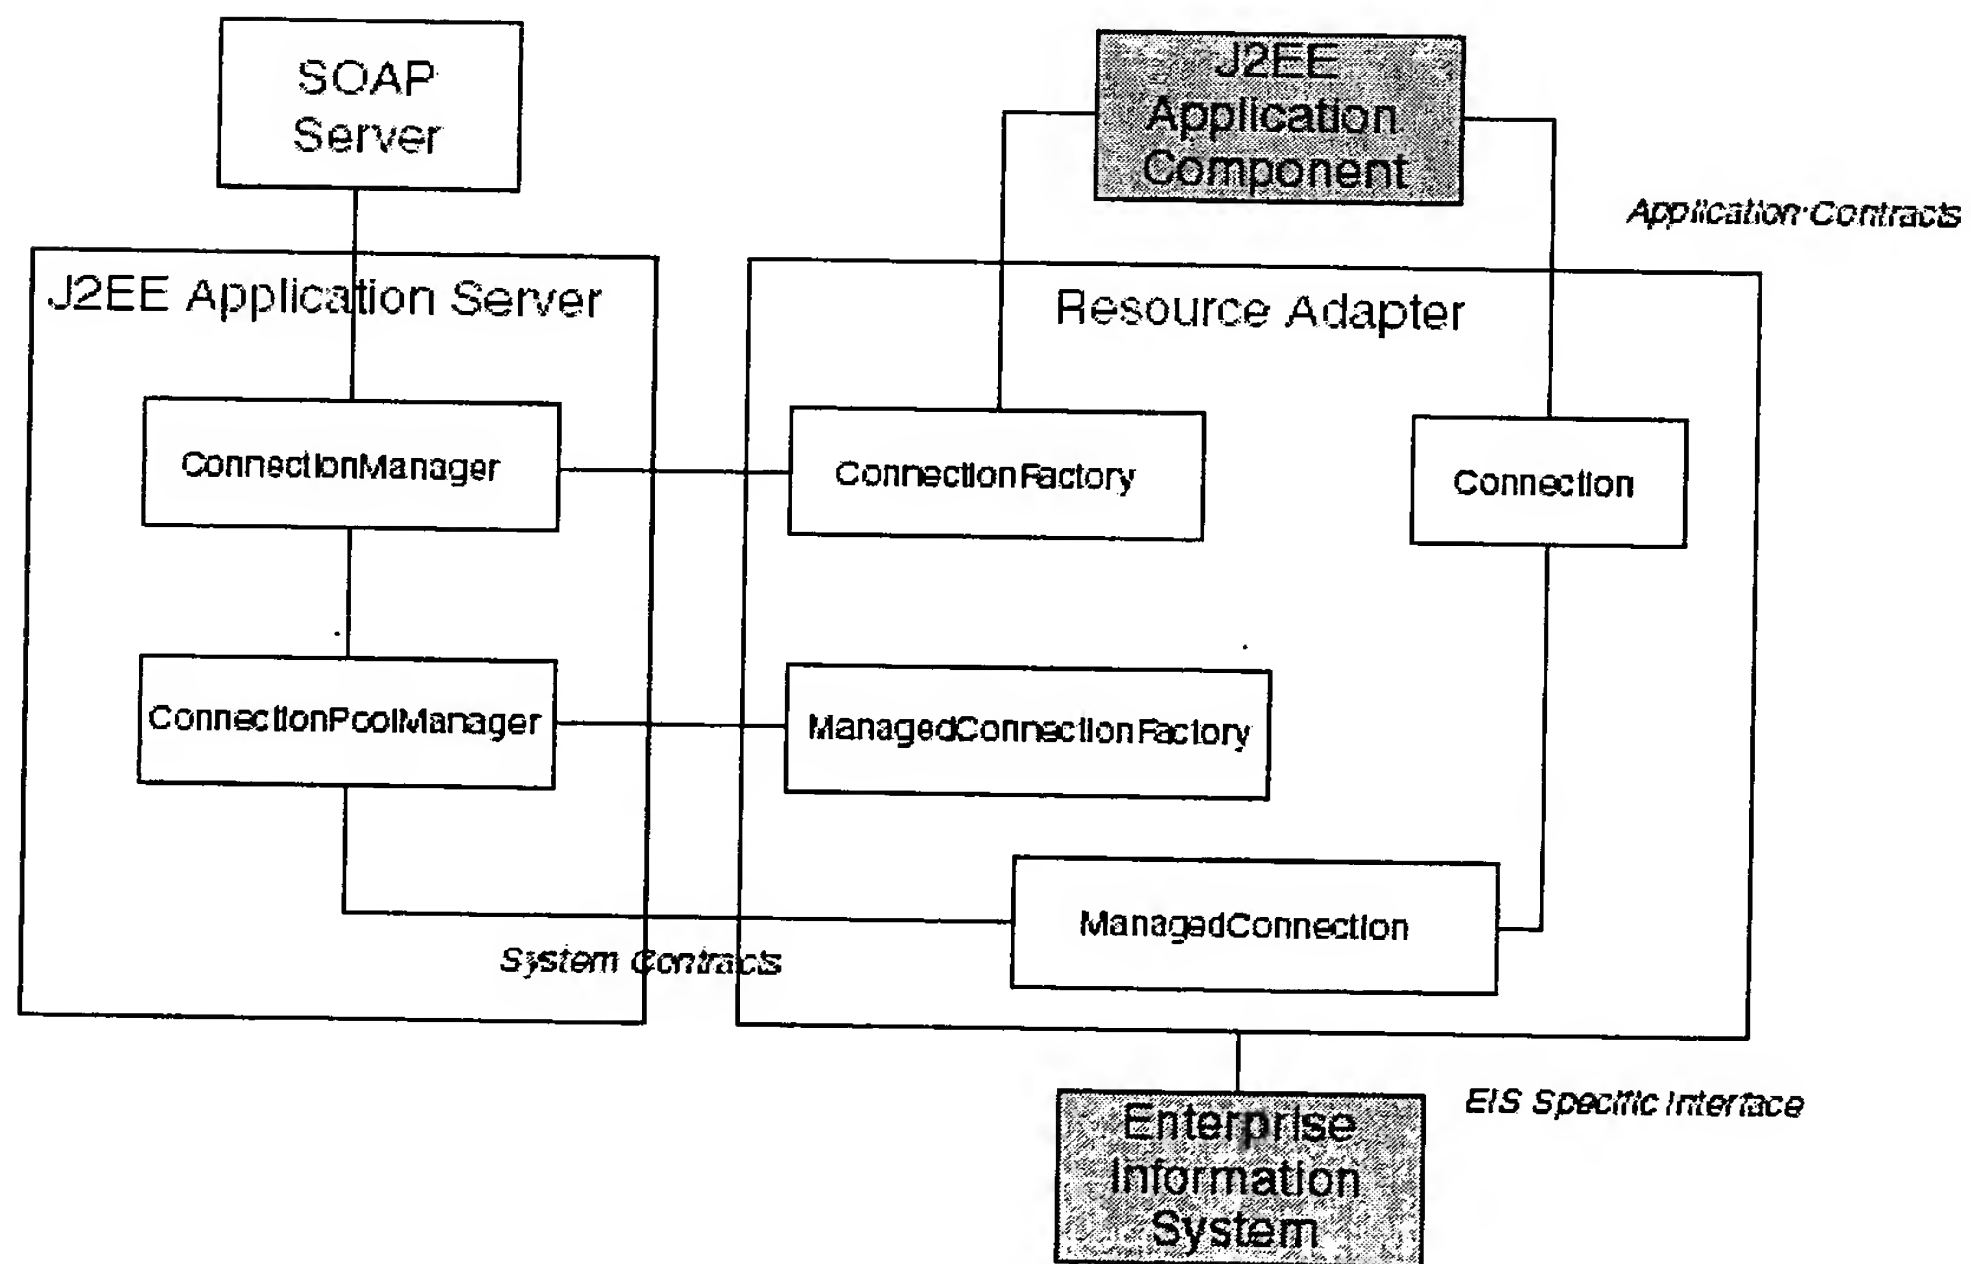 SOAP
Server
J2EE
Application
Component
Application Contracts
J2EE Application Server
Resource Adapter
ConnectionManager
ConnectionFactory
Connection
ConnectionPoolManager
ManagedConnectionFactory
ManagedConnection
System Contracts
EIS Specific Interface
Enterprise
Information
System